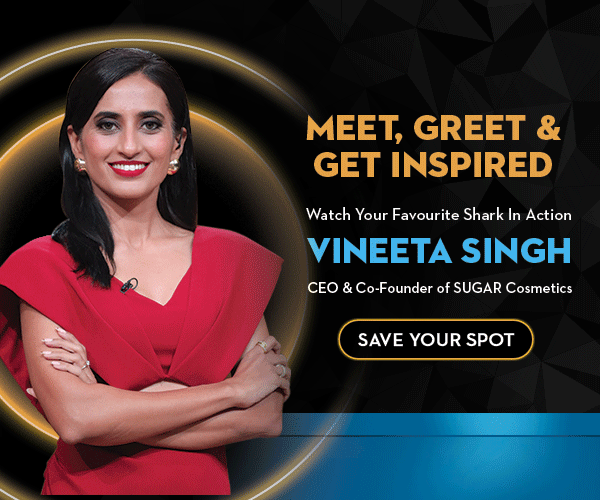 MEET, GREET &
GET INSPIRED
Watch Your Favourite Shark In Action
VINEETA SINGH
CEO & Co-Founder of SUGAR Cosmetics
SAVE YOUR SPOT